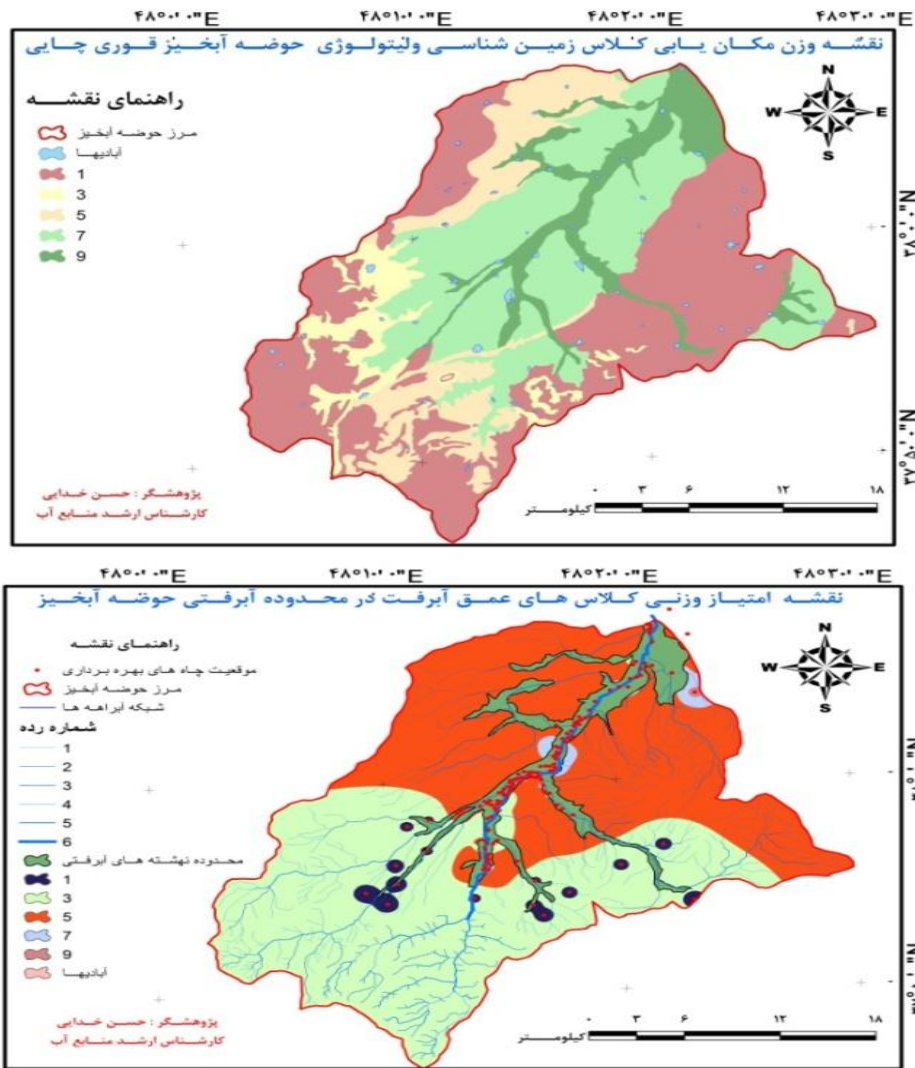 ۴۸°۰'۰"E ۴۸°۱۰'۰"E ۴۸°۲۰'۰"E ۴۸°۳۰'۰"E
نقشه وزن مکان یابی کلاس زمین شناسی ولیتولوژی حوضه آبخیز قوری چایی
راهنمای نقشه
مرز حوضه آبخیز
آبادیها
1
3
5
7
9
N
W E
S
پژوهشگر : حسن خدایی
کارشناس ارشد منابع آب
۰ ۳ ۶ ۱۲ ۱۸
کیلومتر
۴۸°۰'۰"E ۴۸°۱۰'۰"E ۴۸°۲۰'۰"E ۴۸°۳۰'۰"E
نقشه امتیاز وزنی کلاس های عمق آبرفت در محدوده آبرفتی حوضه آبخیز
راهنمای نقشه
موقعیت چاه های بهره برداری
مرز حوضه آبخیز
شبکه آبراهه ها
شماره رده
1
2
3
4
5
6
محدوده نهشته های آبرفتی
1
3
5
7
9
آبادیها
N
W E
S
پژوهشگر : حسن خدایی
کارشناس ارشد منابع آب
۰ ۳ ۶ ۱۲ ۱۸
کیلومتر